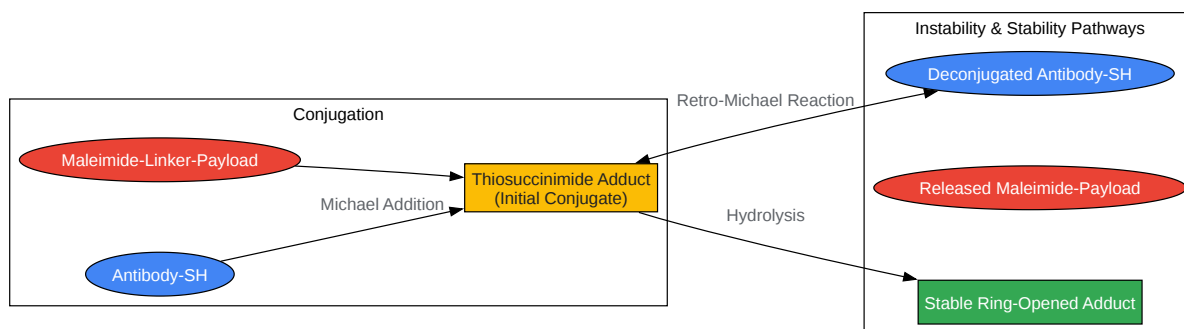 Instability & Stability Pathways
Deconjugated Antibody-SH
Retro-Michael Reaction
Conjugation
Maleimide-Linker-Payload
Thiosuccinimide Adduct
(Initial Conjugate)
Released Maleimide-Payload
Michael Addition
Hydrolysis
Antibody-SH
Stable Ring-Opened Adduct